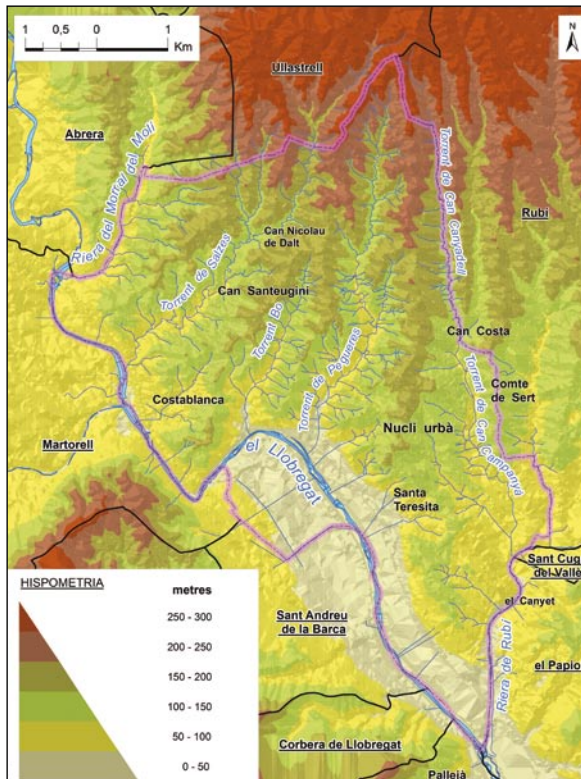 1 0,5 0 1
Km
N
Ullastrell
Abrera
Riera del Morral del Molí
Torrent de Can Canyadell
Rubí
Can Nicolau
de Dalt
Torrent de Salzes
Can Santeugini
Torrent Bo
Torrent de Pegueres
Can Costa
Comte
de Sert
Costablanca
Torrent de Can Campanyà
Martorell
Nucli urbà
el Llobregat
Santa
Teresita
Sant Cug
del Vallè
HISPOMETRIA
metres
250 - 300
200 - 250
150 - 200
100 - 150
50 - 100
0 - 50
Sant Andreu
de la Barca
el Canyet
Riera de Rubí
el Papio
Corbera de Llobregat
Pallejà